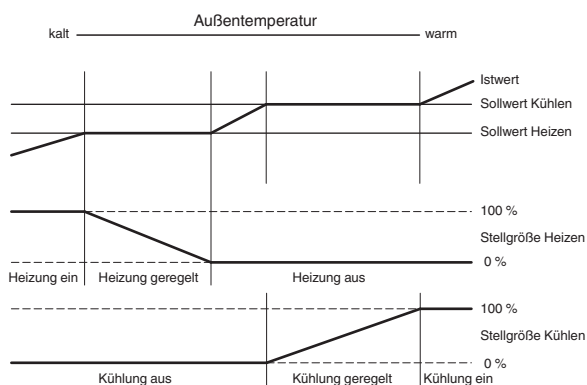 Außentemperatur
kalt
warm
Istwert
Sollwert Kühlen
Sollwert Heizen
100 %
Stellgröße Heizen
0 %
Heizung ein
Heizung geregelt
Heizung aus
100 %
Stellgröße Kühlen
0 %
Kühlung aus
Kühlung geregelt
Kühlung ein